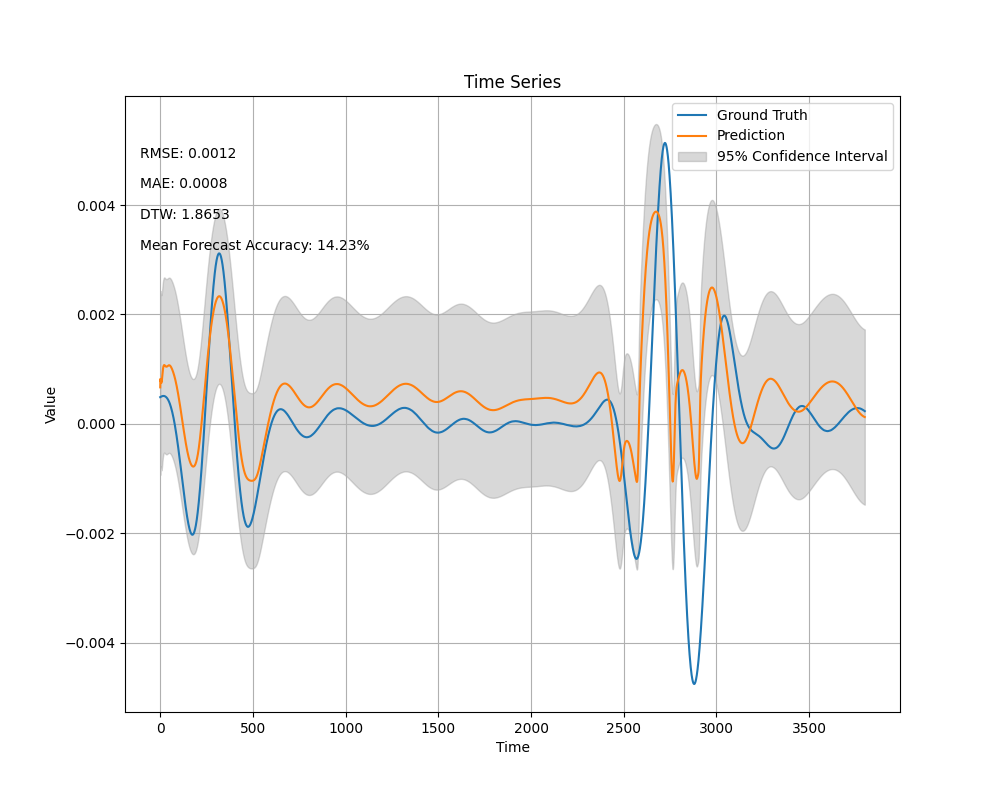 Time Series
Ground Truth
Prediction
95% Confidence Interval
RMSE: 0.0012
MAE: 0.0008
DTW: 1.8653
Mean Forecast Accuracy: 14.23%
0.004
0.002
0.000
−0.002
−0.004
Value
0 500 1000 1500 2000 2500 3000 3500
Time